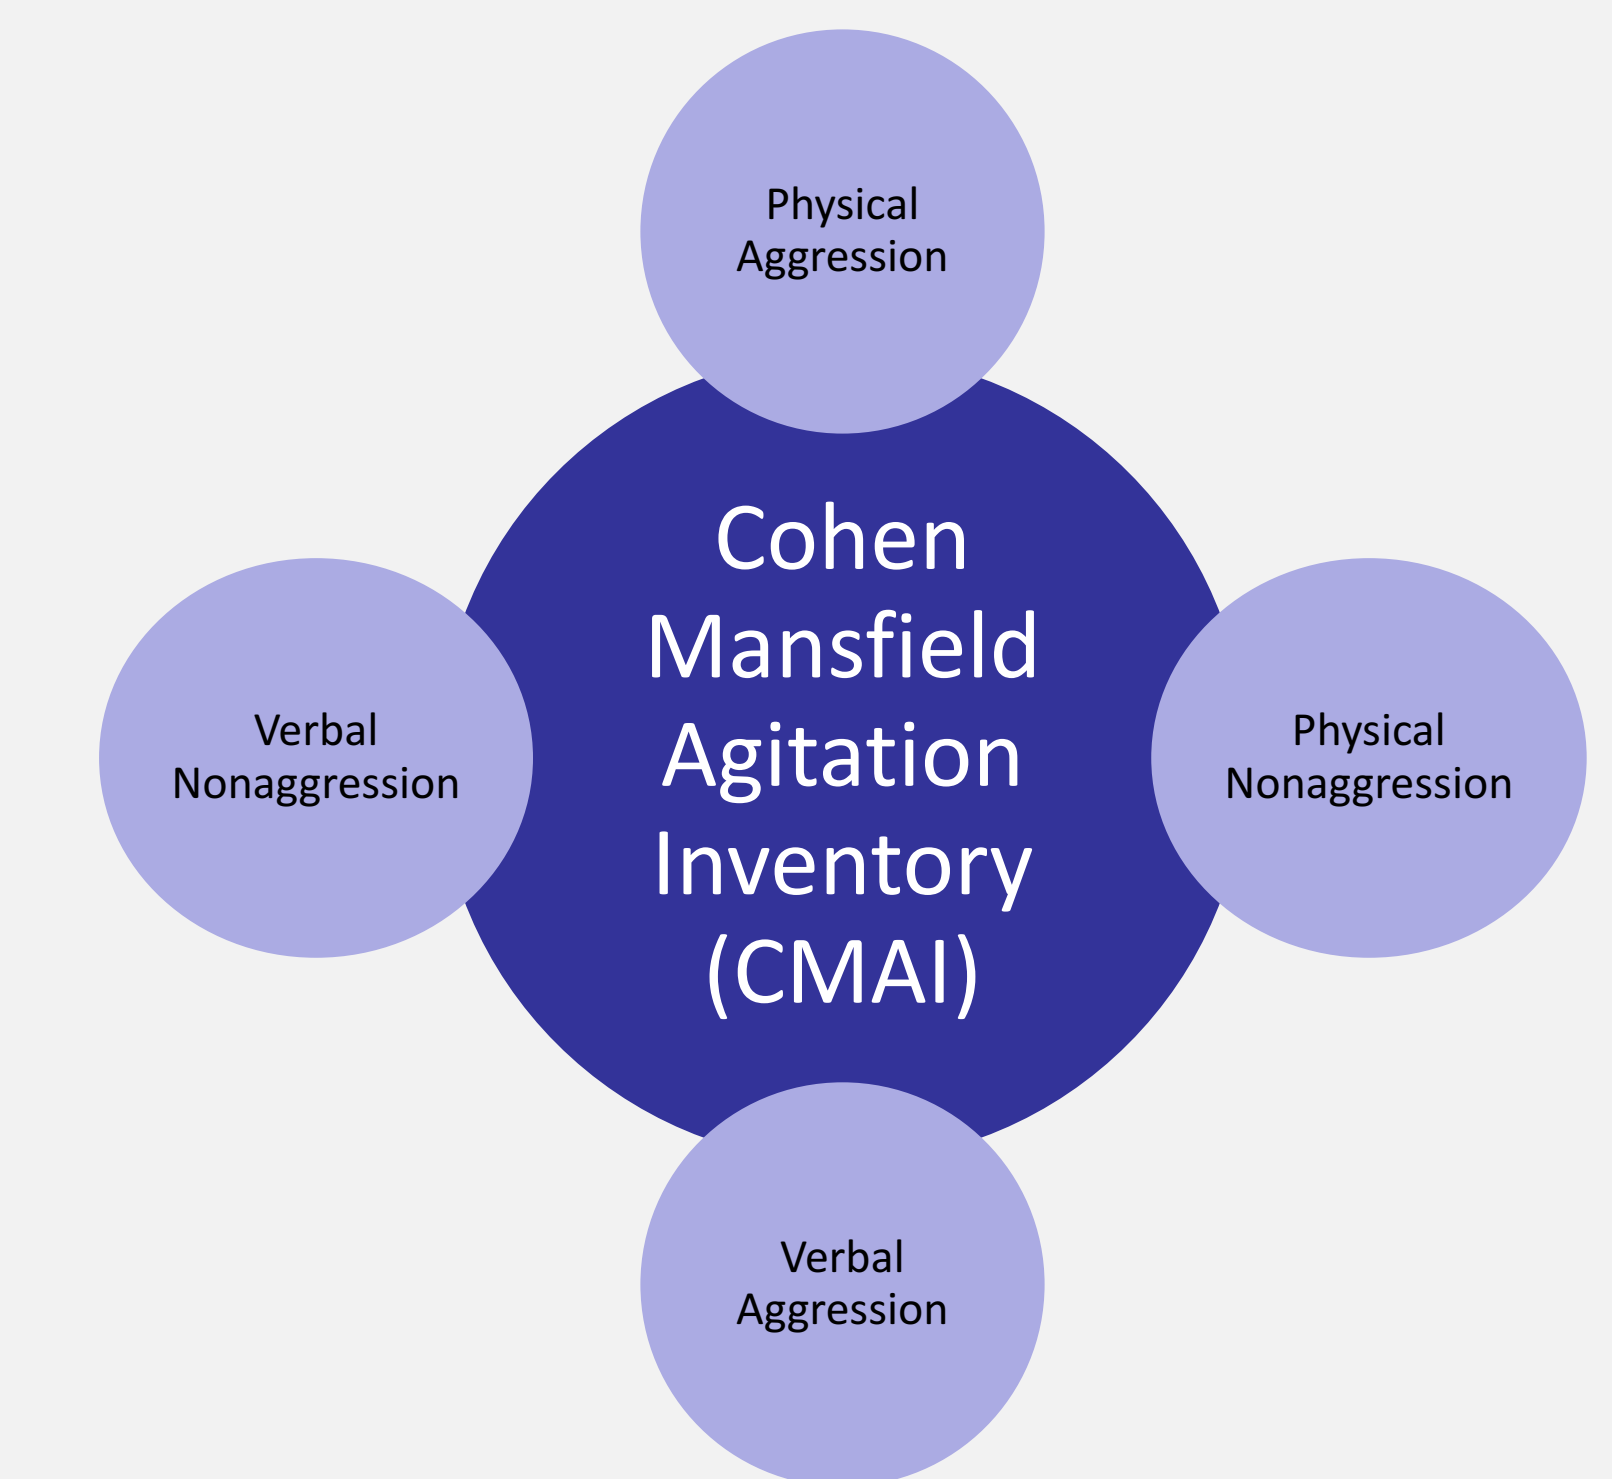 Physical
Aggression
Cohen
Mansfield
Agitation
Inventory
(CMAI)
Verbal
Nonaggression
Physical
Nonaggression
Verbal
Aggression